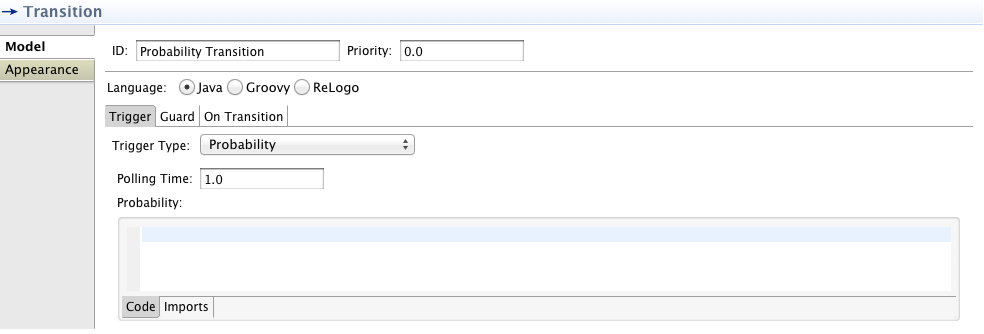 Transition
Model
Appearance
ID: Probability Transition Priority: 0.0
Language: Java Groovy ReLogo
Trigger Guard On Transition
Trigger Type: Probability
Polling Time: 1.0
Probability:
Code Imports